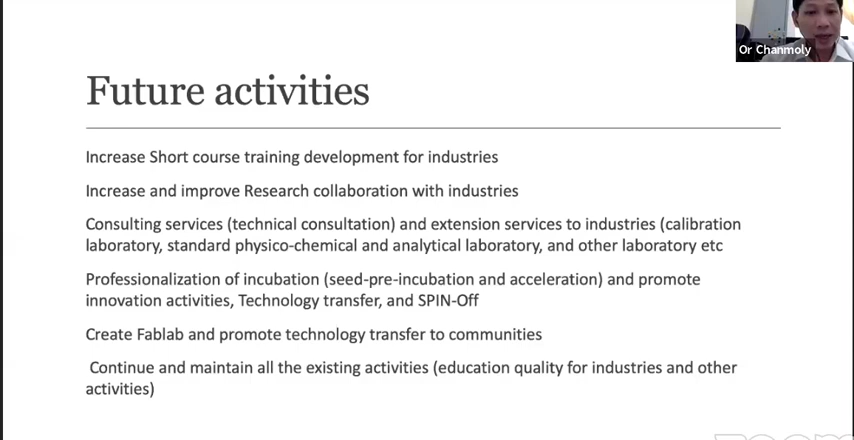 Or Chanmoly
Future activities
Increase Short course training development for industries
Increase and improve Research collaboration with industries
Consulting services (technical consultation) and extension services to industries (calibration
laboratory, standard physico-chemical and analytical laboratory, and other laboratory etc
Professionalization of incubation (seed-pre-incubation and acceleration) and promote
innovation activities, Technology transfer, and SPIN-Off
Create Fablab and promote technology transfer to communities
Continue and maintain all the existing activities (education quality for industries and other
activities)
zoom